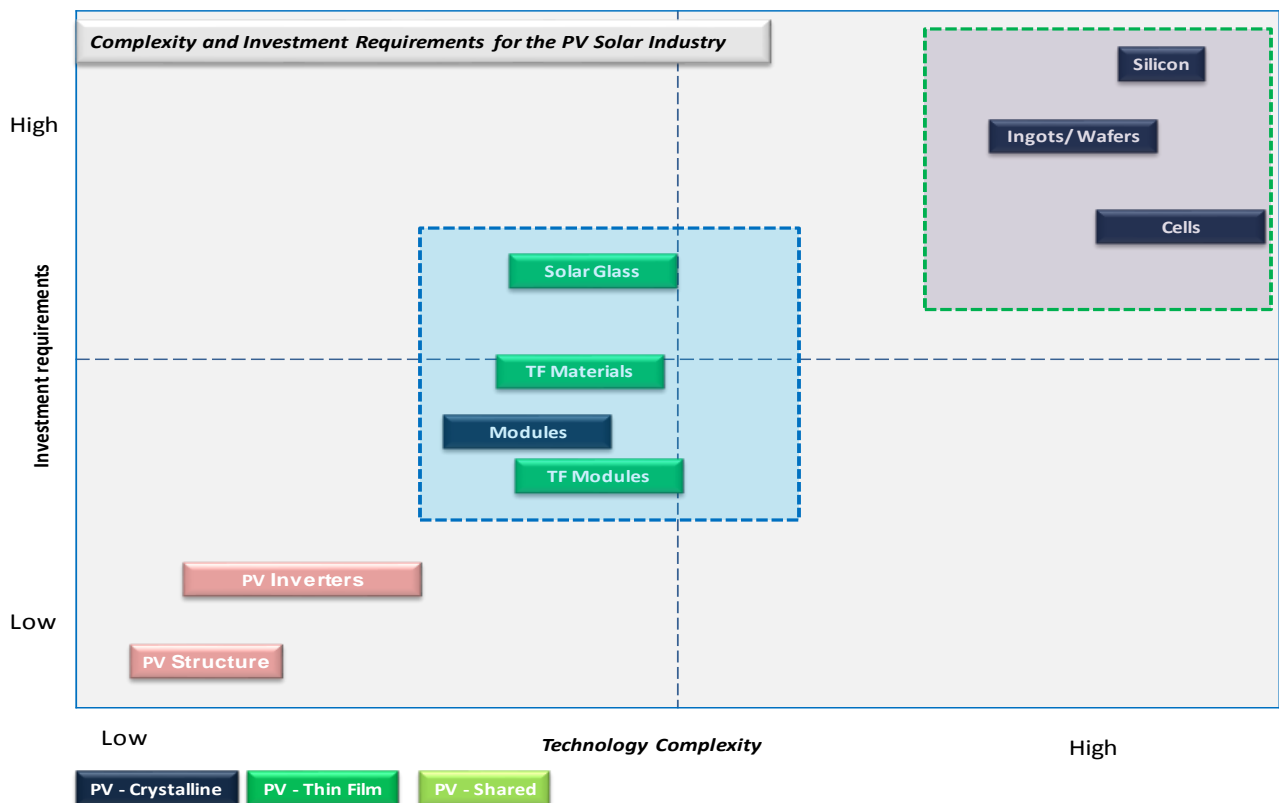 Complexity and Investment Requirements for the PV Solar Industry
Silicon
High
Ingots/ Wafers
Cells
Solar Glass
Investment requirements
TF Materials
Modules
TF Modules
PV Inverters
Low
PV Structure
Low
Technology Complexity
High
PV - Crystalline
PV - Thin Film
PV - Shared